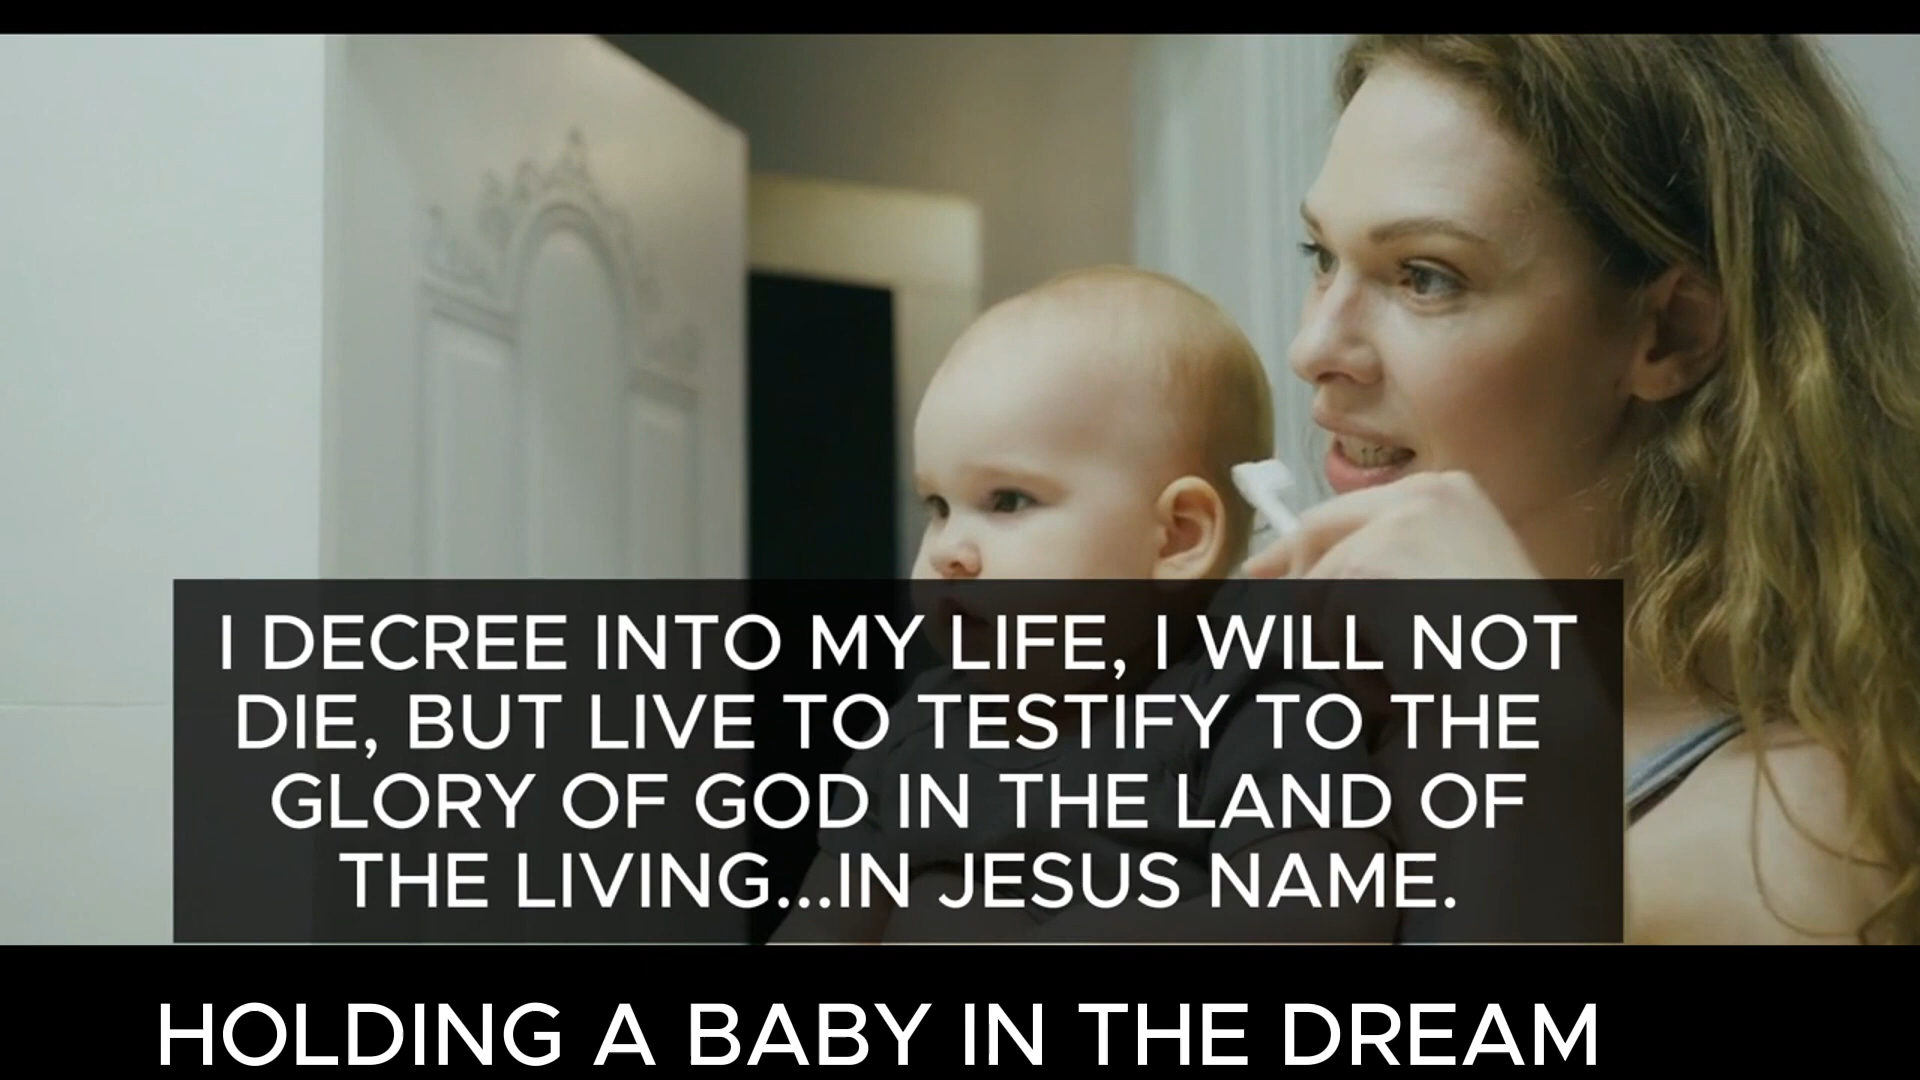 I DECREE INTO MY LIFE, I WILL NOT
DIE, BUT LIVE TO TESTIFY TO THE
GLORY OF GOD IN THE LAND OF
THE LIVING...IN JESUS NAME.
HOLDING A BABY IN THE DREAM